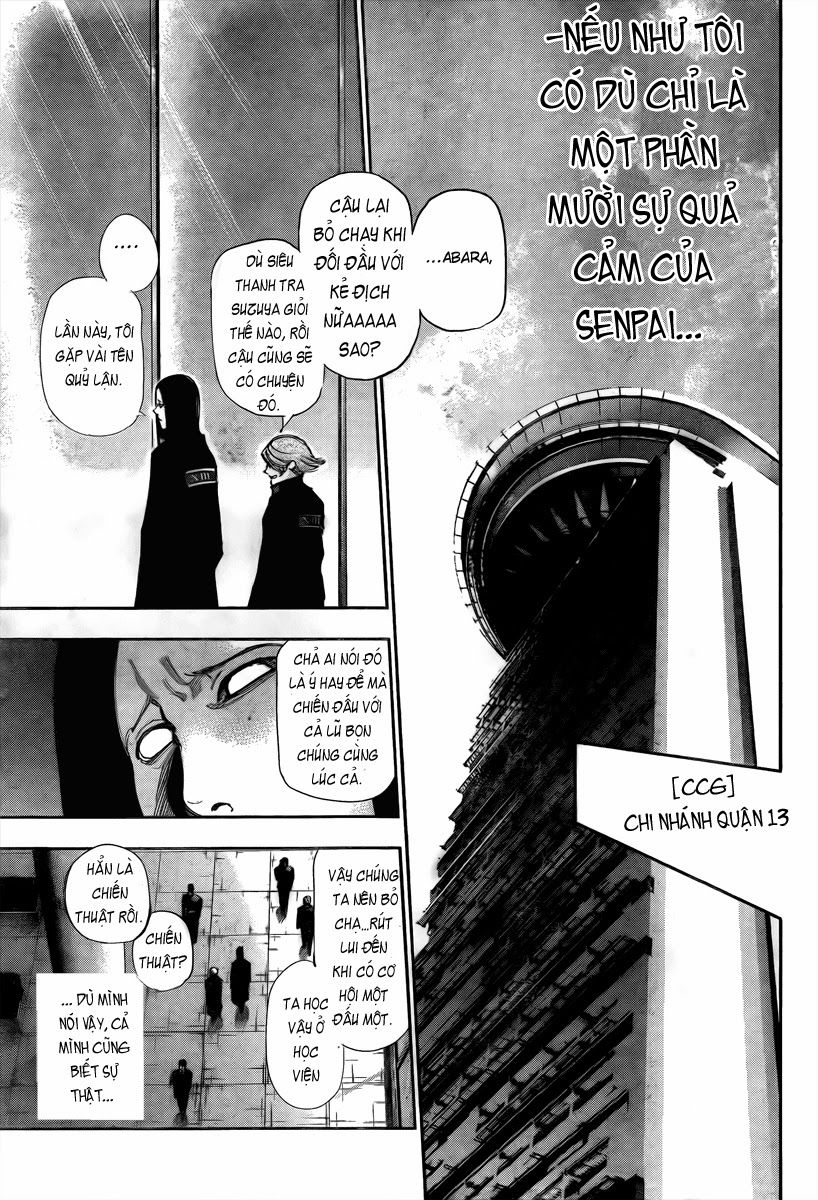 -NẾU NHƯ TÔI
CÓ DÙ CHỈ LÀ
MỘT PHẦN
MƯỜI SỰ QUẢ
CẢM CỦA
SENPAI...
[CCG]
CHI NHÁNH QUẬN 13
...ABARA,
CẬU LẠI
BỎ CHẠY KHI
ĐỐI ĐẦU VỚI
KẺ ĐỊCH
NỮAAAAA
SAO?
DÙ SIÊU
THANH TRA
SUZUYA GIỎI
THẾ NÀO, RỒI
CẬU CŨNG SẼ
CÓ CHUYỆN
ĐÓ.
....
LẦN NÀY, TÔI
GẶP VÀI TÊN
QUỶ LẬN.
XIII
XIII
CHẢ AI NÓI ĐÓ
LÀ Ý HAY ĐỂ MÀ
CHIẾN ĐẤU VỚI
CẢ LŨ BỌN
CHÚNG CÙNG
LÚC CẢ.
VẬY CHÚNG
TA NÊN BỎ
CHẠ...RÚT
LUI ĐẾN
KHI CÓ CƠ
HỘI MỘT
ĐẤU MỘT.
TA HỌC
VẬY Ở
HỌC
VIỆN
CHIẾN
THUẬT?
HẲN LÀ
CHIẾN
THUẬT RỒI.
... DÙ MÌNH
NÓI VẬY, CẢ
MÌNH CŨNG
BIẾT SỰ
THẬT...